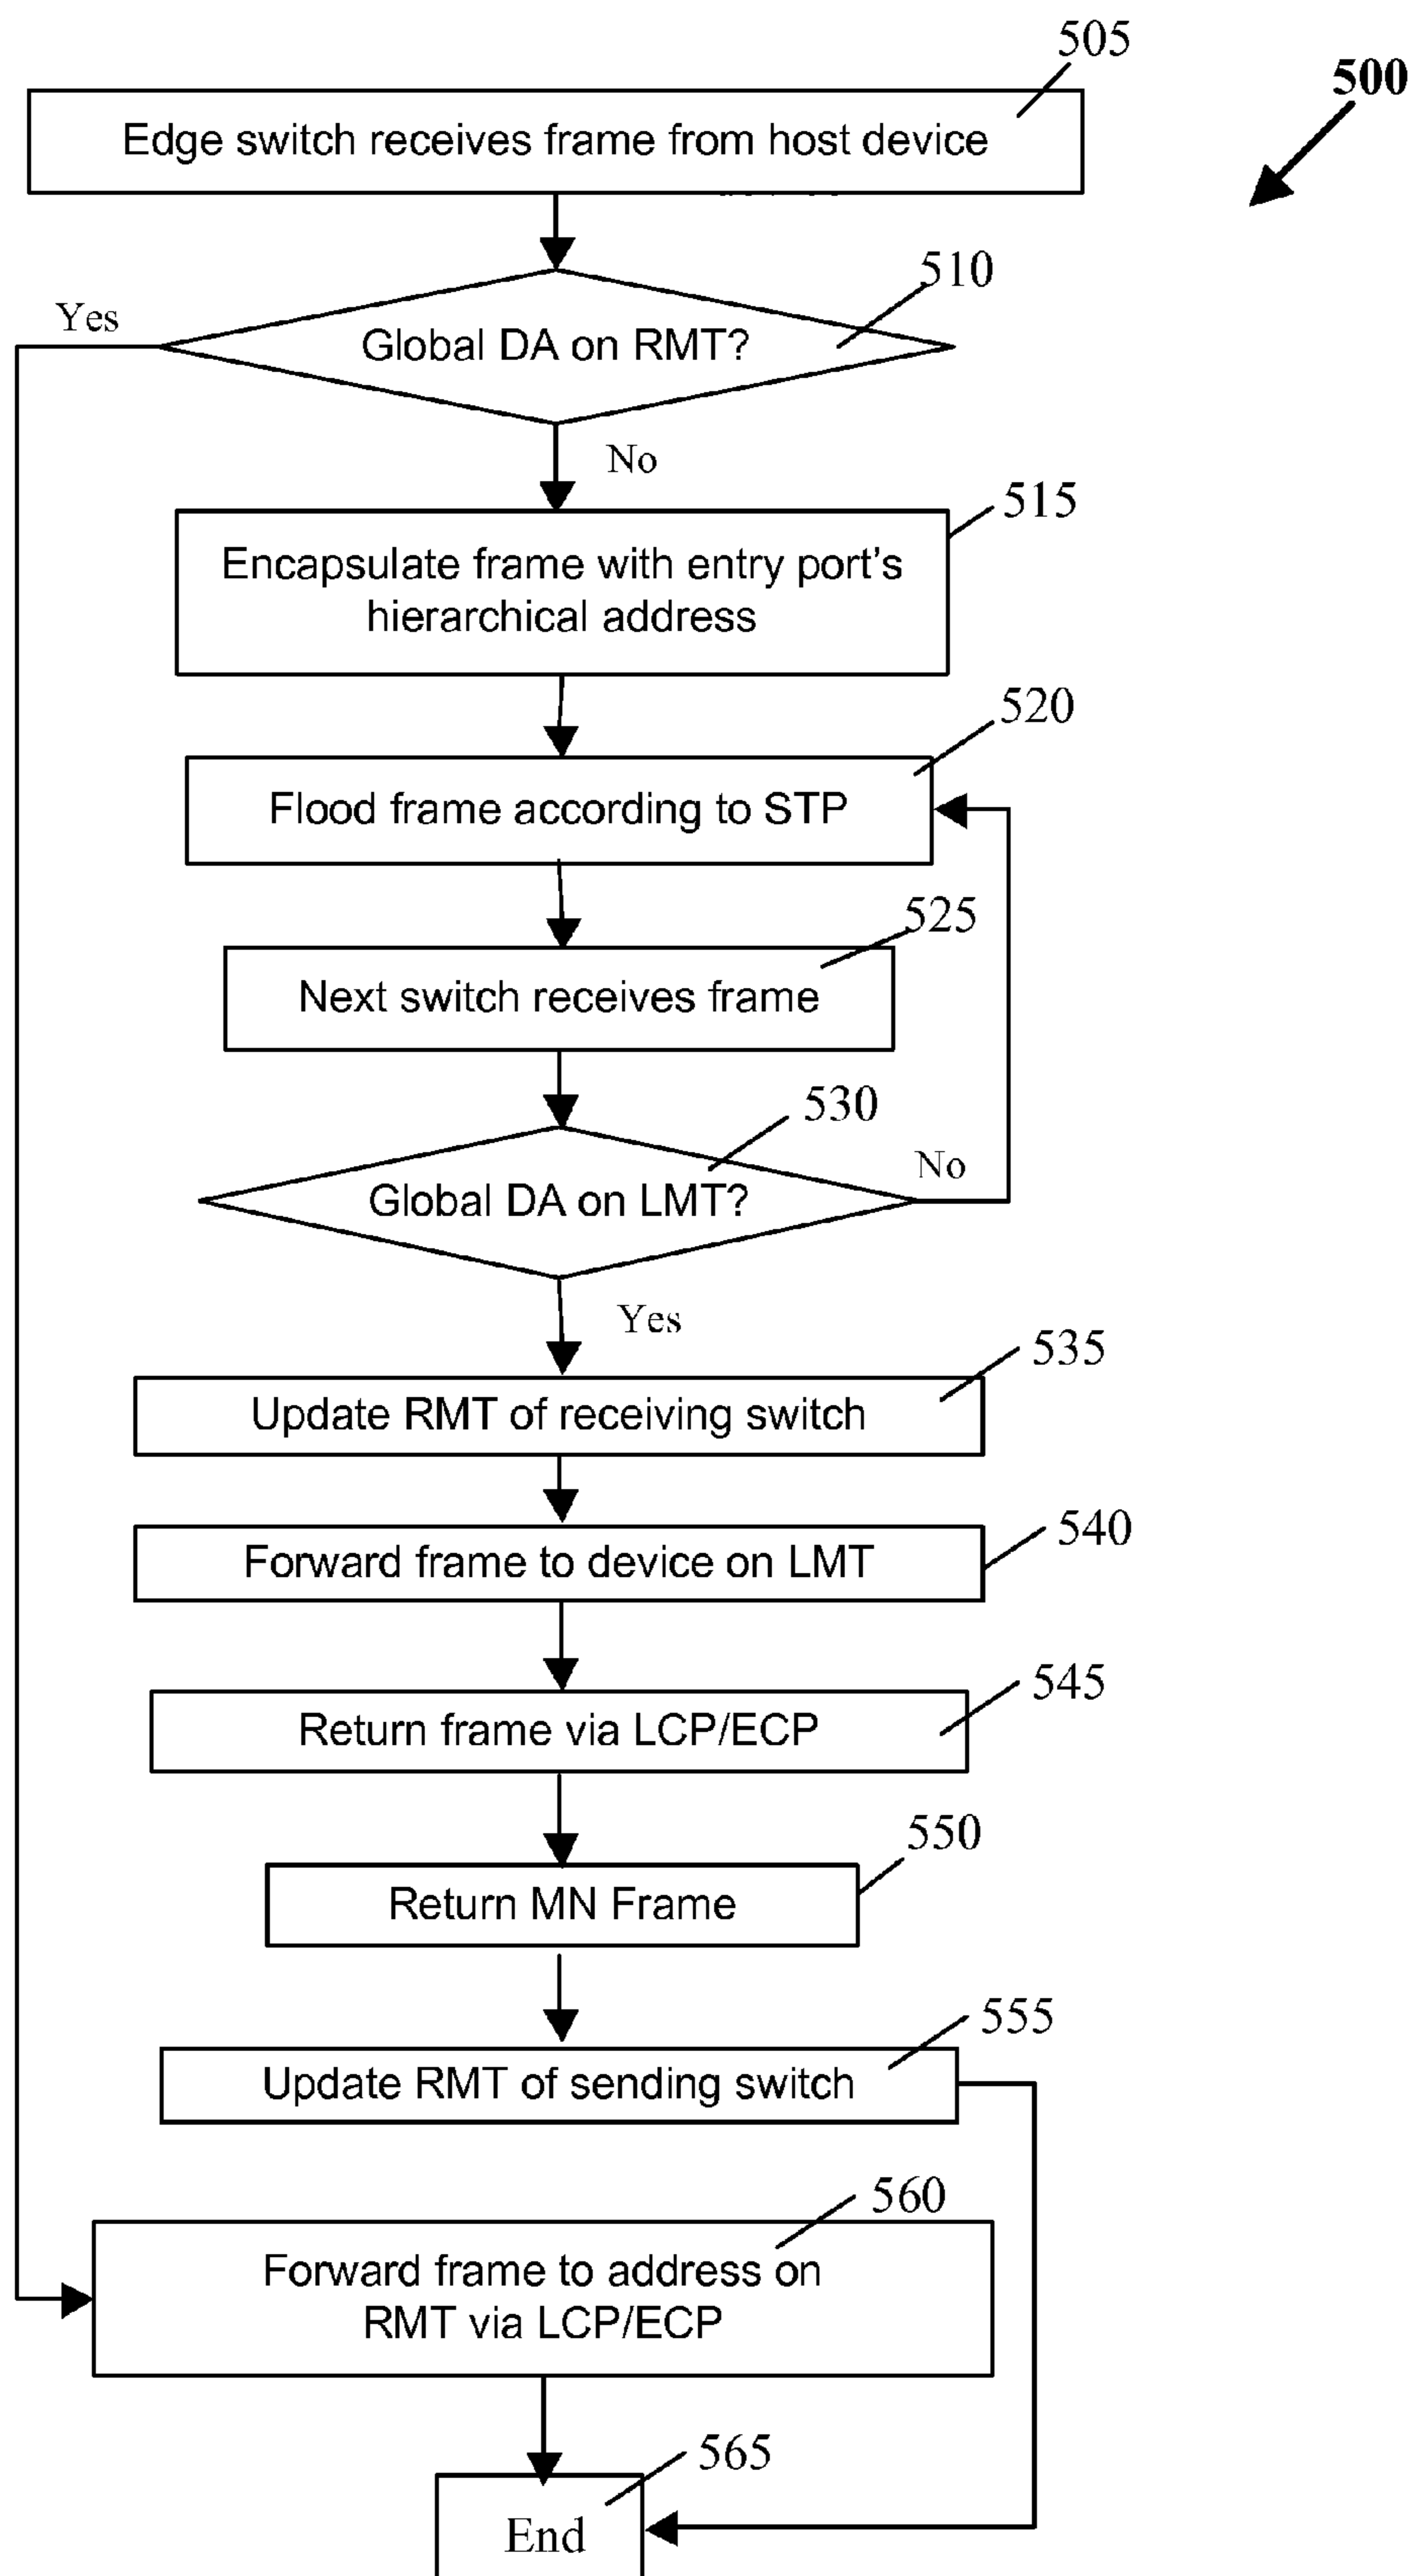 505
500
Edge switch receives frame from host device
510
Yes
Global DA on RMT?
No
515
Encapsulate frame with entry port's
hierarchical address
520
Flood frame according to STP
525
Next switch receives frame
530
No
Global DA on LMT?
Yes
535
Update RMT of receiving switch
540
Forward frame to device on LMT
545
Return frame via LCP/ECP
550
Return MN Frame
555
Update RMT of sending switch
560
Forward frame to address on
RMT via LCP/ECP
565
End